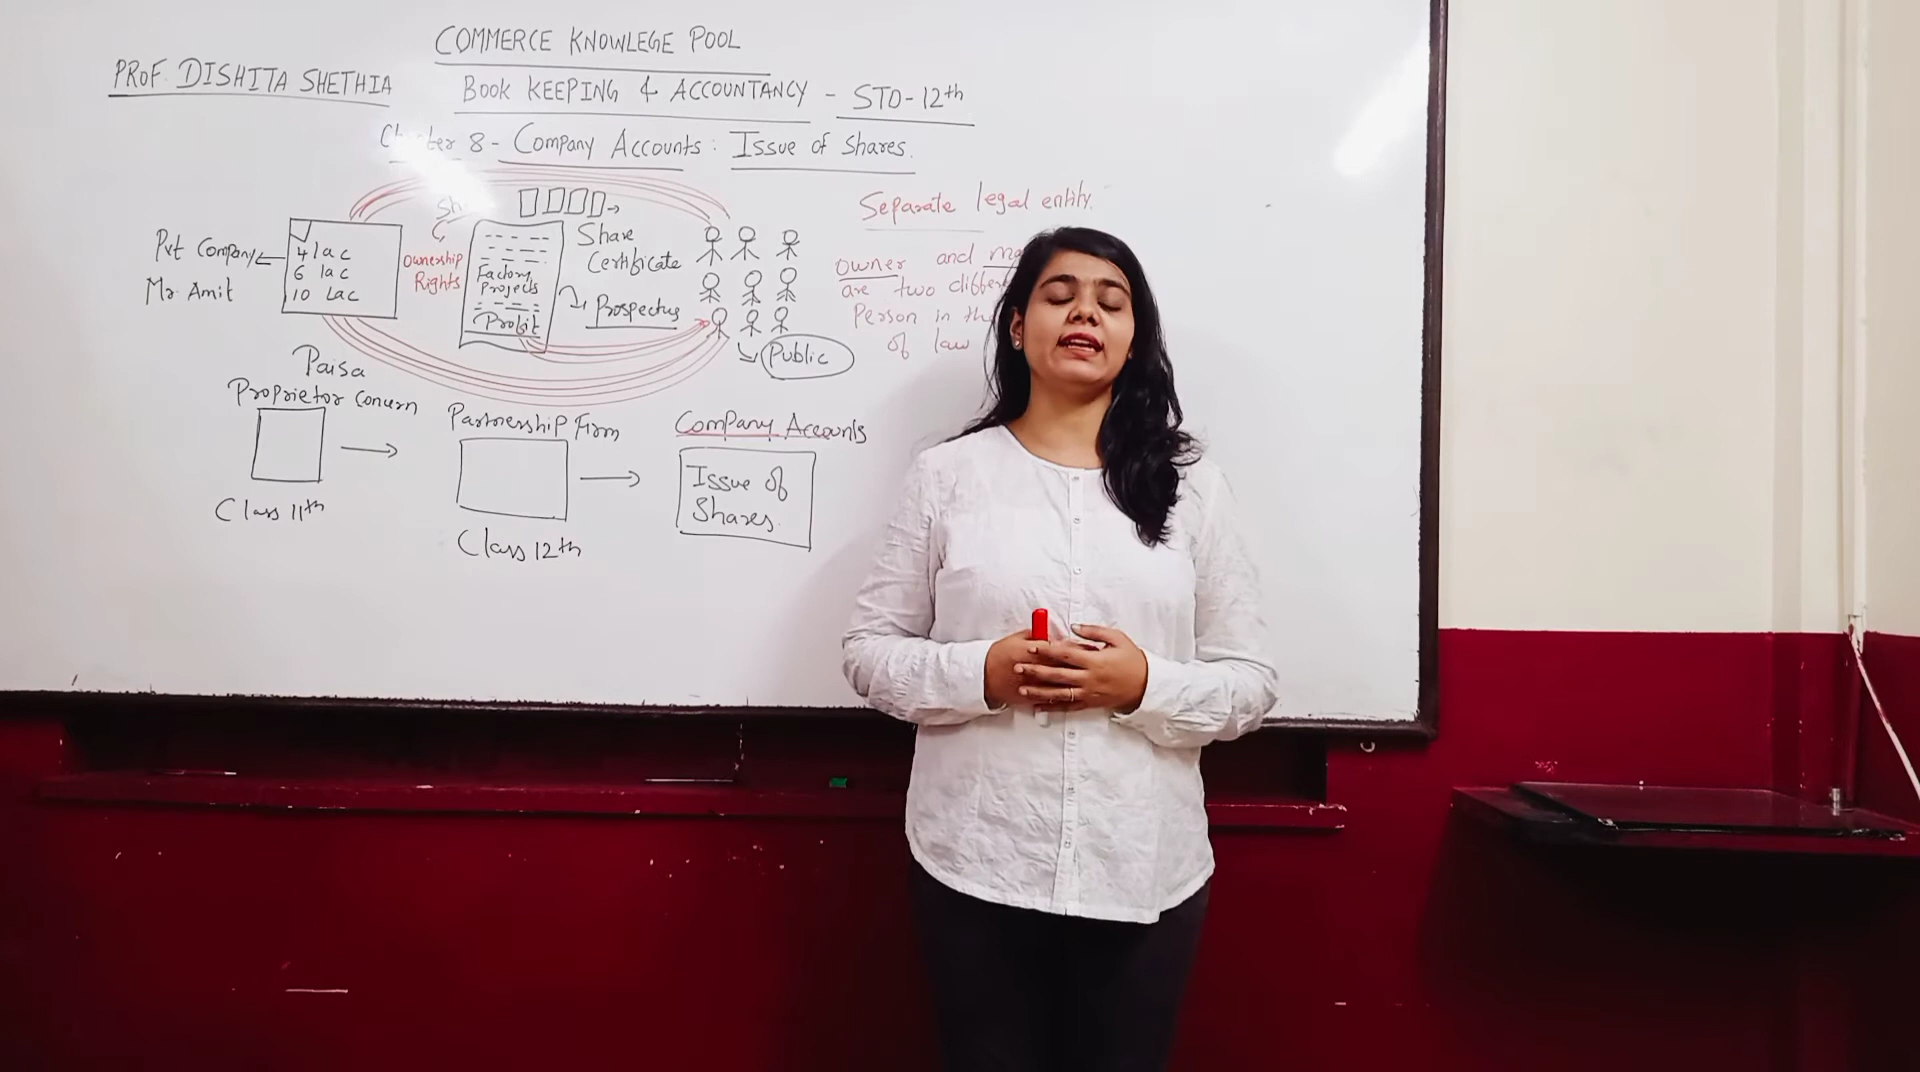 COMMERCE KNOWLEGE POOL
PROF. DISHITA SHETHIA
BOOK KEEPING & ACCOUNTANCY - STD-12th
8 - Company Accounts: Issue of Shares.
Separate legal entity.
Pvt Company
Mr. Amit
4 lac
6 lac
10 Lac
Ownership
Rights
Factory
Projects
Profit
Share
Certificate
Prospectus
Public
owner and
are two
Person in
of law
Paisa
Proprietor Concern
Class 11th
Partnership Firm
Class 12th
Company Accounts
Issue of
Shares.